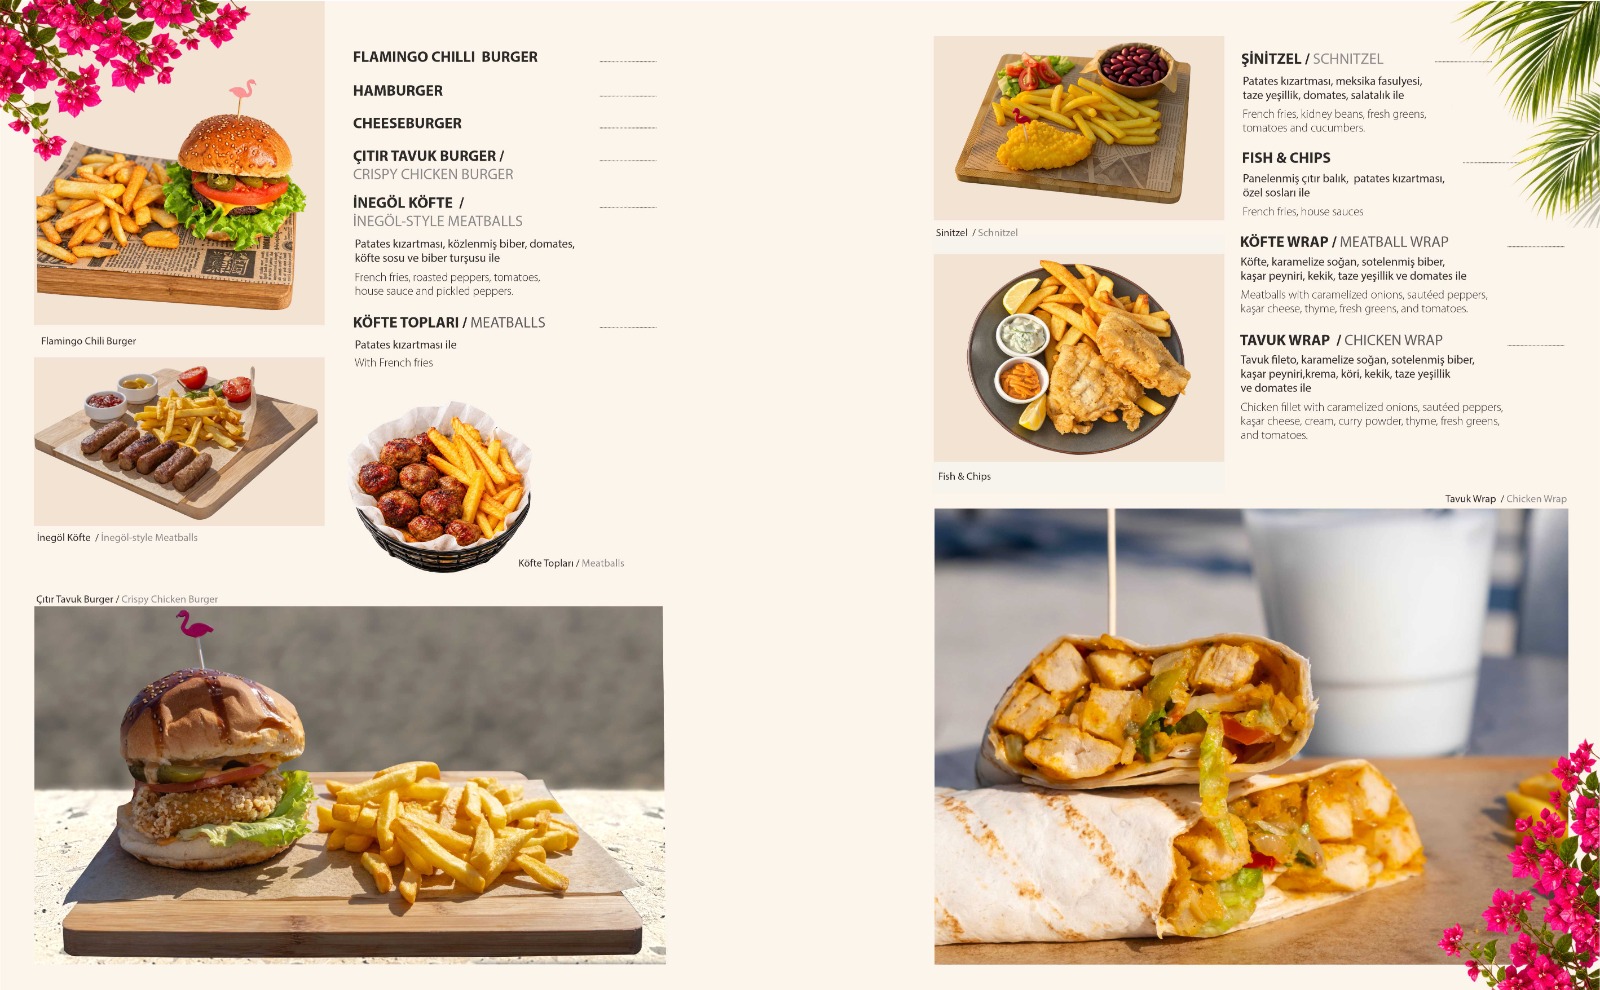 FLAMINGO CHILLI BURGER
HAMBURGER
CHEESEBURGER
ÇITIR TAVUK BURGER /
CRISPY CHICKEN BURGER
İNEGÖL KÖFTE /
İNEGÖL-STYLE MEATBALLS
Patates kızartması, közlenmiş biber, domates,
köfte sosu ve biber turşusu ile
French fries, roasted peppers, tomatoes,
house sauce and pickled peppers.
KÖFTE TOPLARI / MEATBALLS
Patates kızartması ile
With French fries
Flamingo Chili Burger
İnegöl Köfte / İnegöl-style Meatballs
Köfte Topları / Meatballs
Çıtır Tavuk Burger / Crispy Chicken Burger
ŞİNİTZEL / SCHNITZEL
Patates kızartması, meksika fasulyesi,
taze yeşillik, domates, salatalık ile
French fries, kidney beans, fresh greens,
tomatoes and cucumbers.
FISH & CHIPS
Panelenmiş çıtır balık, patates kızartması,
özel sosları ile
French fries, house sauces
KÖFTE WRAP / MEATBALL WRAP
Köfte, karamelize soğan, sotelenmiş biber,
kaşar peyniri, kekik, taze yeşillik ve domates ile
Meatballs with caramelized onions, sautéed peppers,
kaşar cheese, thyme, fresh greens, and tomatoes.
TAVUK WRAP / CHICKEN WRAP
Tavuk fileto, karamelize soğan, sotelenmiş biber,
kaşar peyniri,krema, köri, kekik, taze yeşillik
ve domates ile
Chicken fillet with caramelized onions, sautéed peppers,
kaşar cheese, cream, curry powder, thyme, fresh greens,
and tomatoes.
Sinitzel / Schnitzel
Fish & Chips
Tavuk Wrap / Chicken Wrap